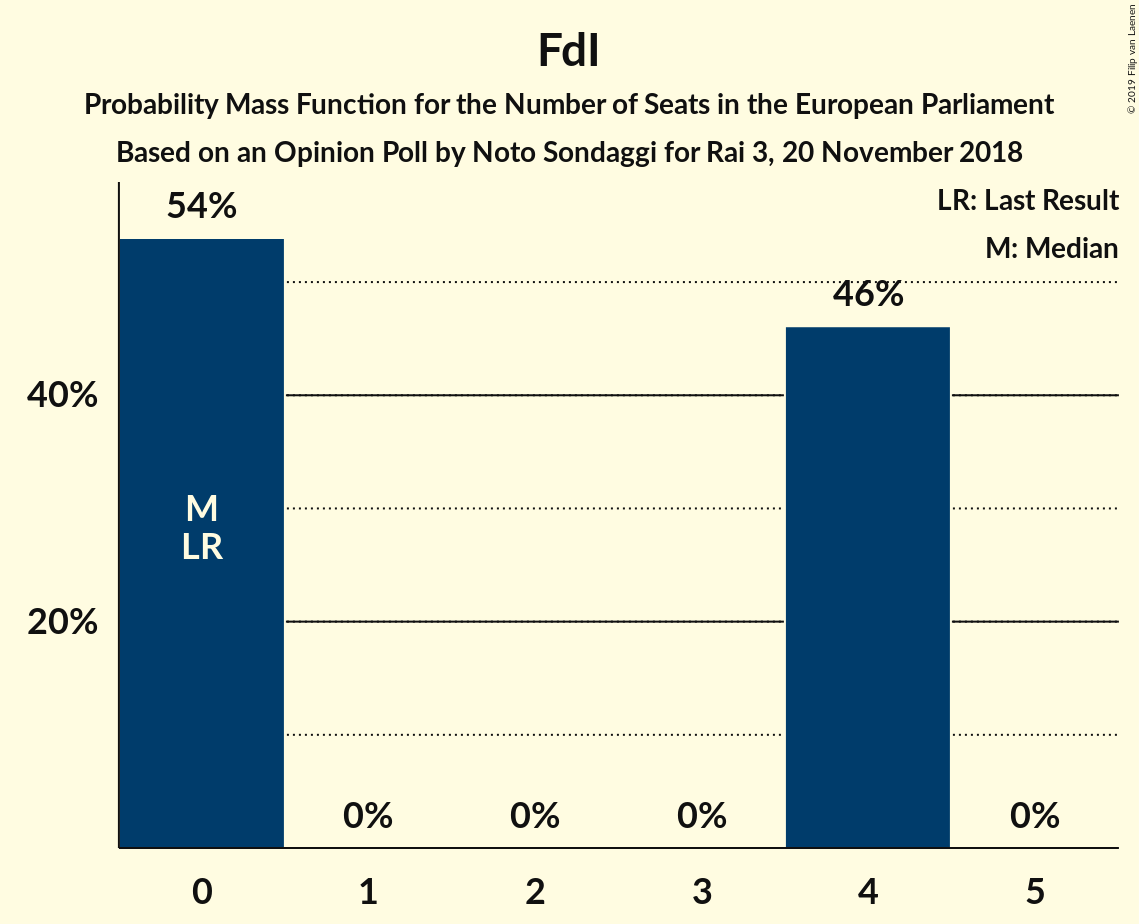 FdI
Probability Mass Function for the Number of Seats in the European Parliament
Based on an Opinion Poll by Noto Sondaggi for Rai 3, 20 November 2018
© 2019 Filip van Laenen
LR: Last Result
M: Median
54%
46%
40%
M
LR
20%
0%
0%
0%
0%
0
1
2
3
4
5